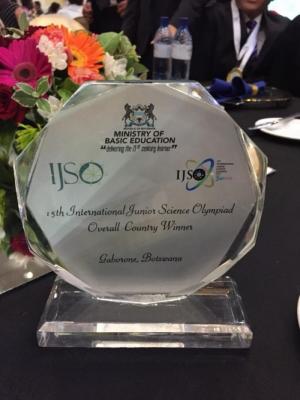 MINISTRY OF
BASIC EDUCATION
"delivering the 21st century learner"
IJSO
IJSO
15th International Junior Science Olympiad
Overall Country Winner
Gaborone, Botswana